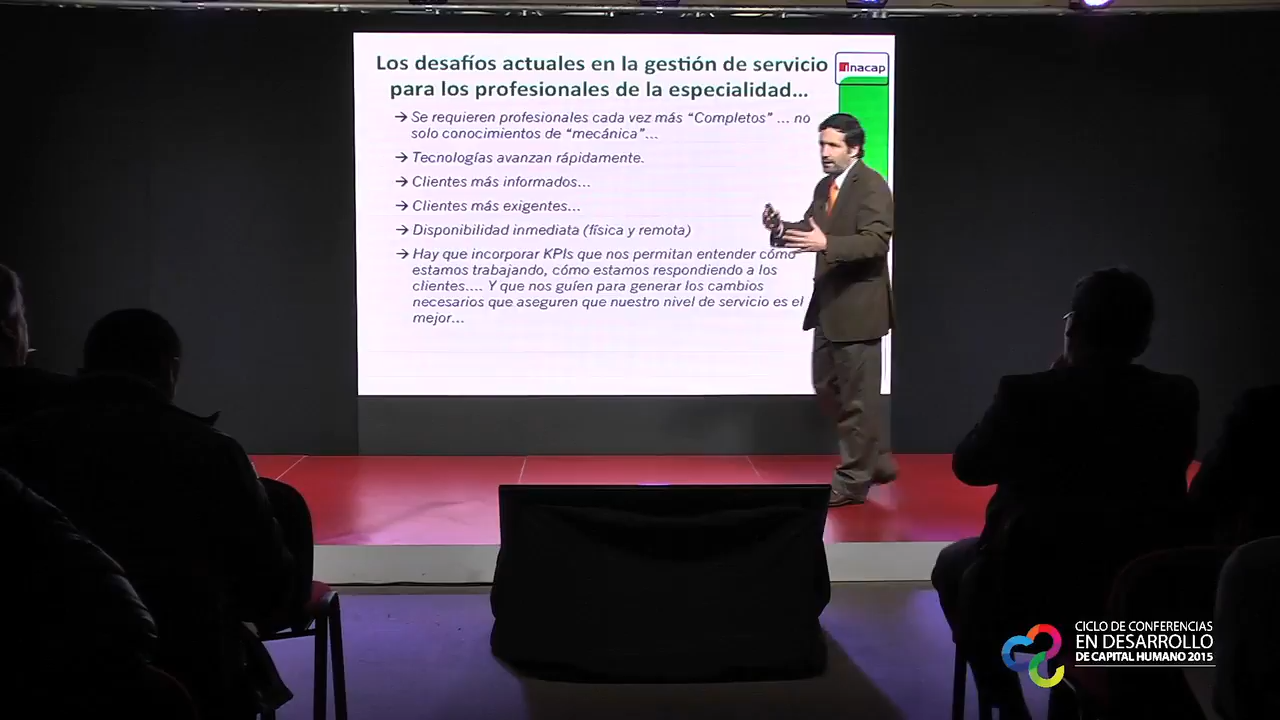 Los desafíos actuales en la gestión de servicio
para los profesionales de la especialidad...
Inacap
→ Se requieren profesionales cada vez más “Completos” ... no
solo conocimientos de “mecánica”...
→ Tecnologías avanzan rápidamente.
→ Clientes más informados...
→ Clientes más exigentes...
→ Disponibilidad inmediata (física y remota)
→ Hay que incorporar KPIs que nos permitan entender cómo
estamos trabajando, cómo estamos respondiendo a los
clientes.... Y que nos guíen para generar los cambios
necesarios que aseguren que nuestro nivel de servicio es el
mejor...
CICLO DE CONFERENCIAS
EN DESARROLLO
DE CAPITAL HUMANO 2015